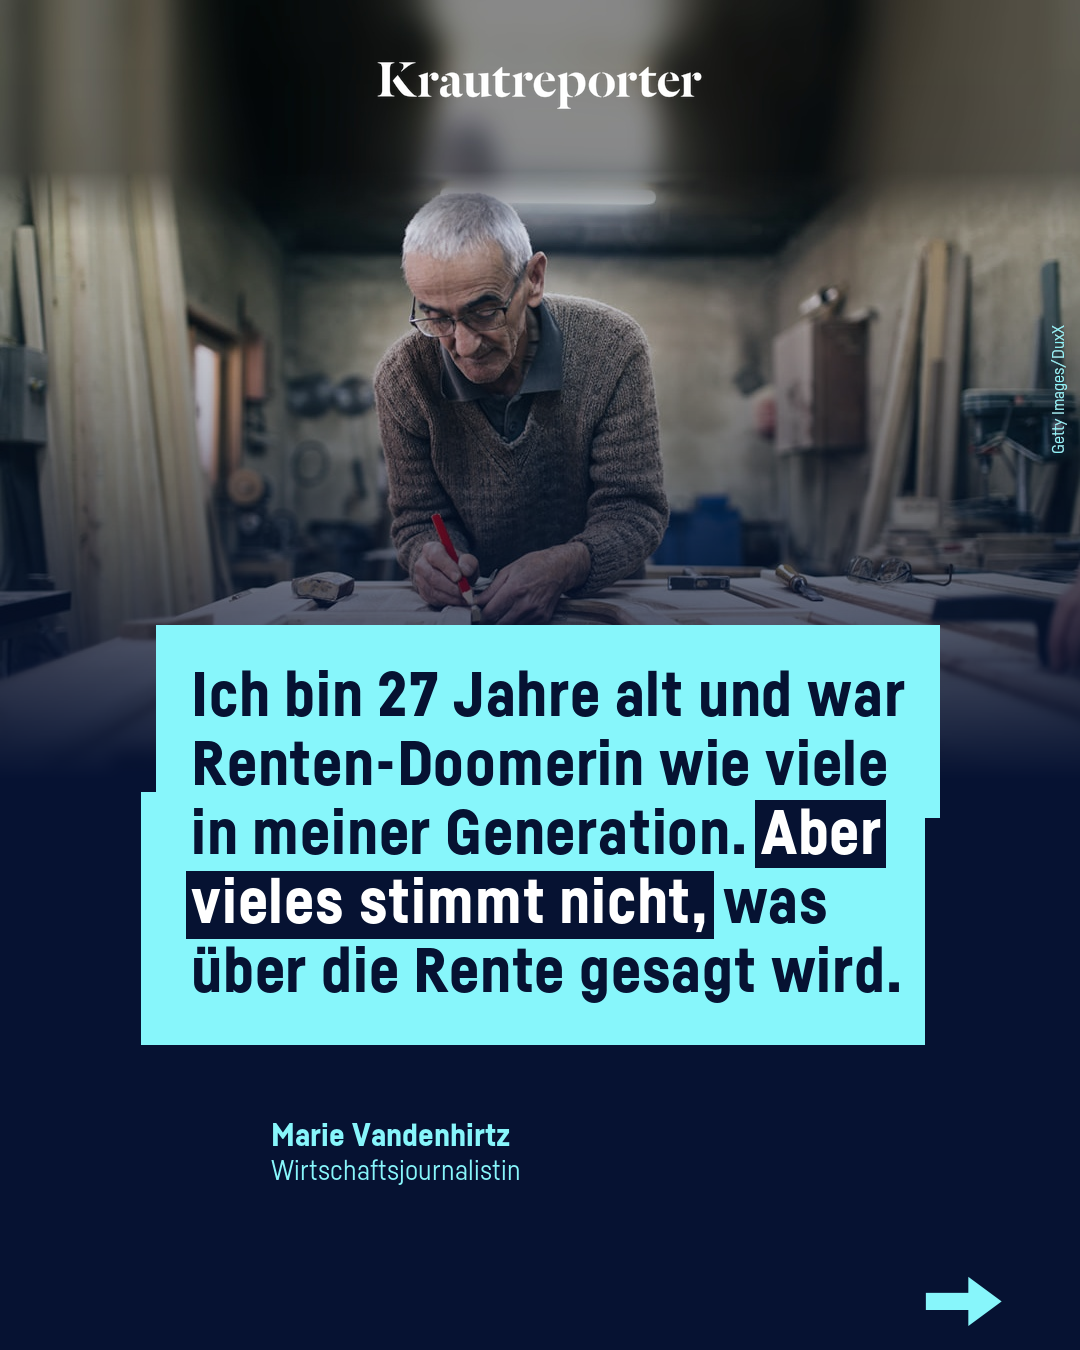 Krautreporter
Getty Images/DuxX
Ich bin 27 Jahre alt und war
Renten-Doomerin wie viele
in meiner Generation. Aber
vieles stimmt nicht, was
über die Rente gesagt wird.
Marie Vandenhirtz
Wirtschaftsjournalistin